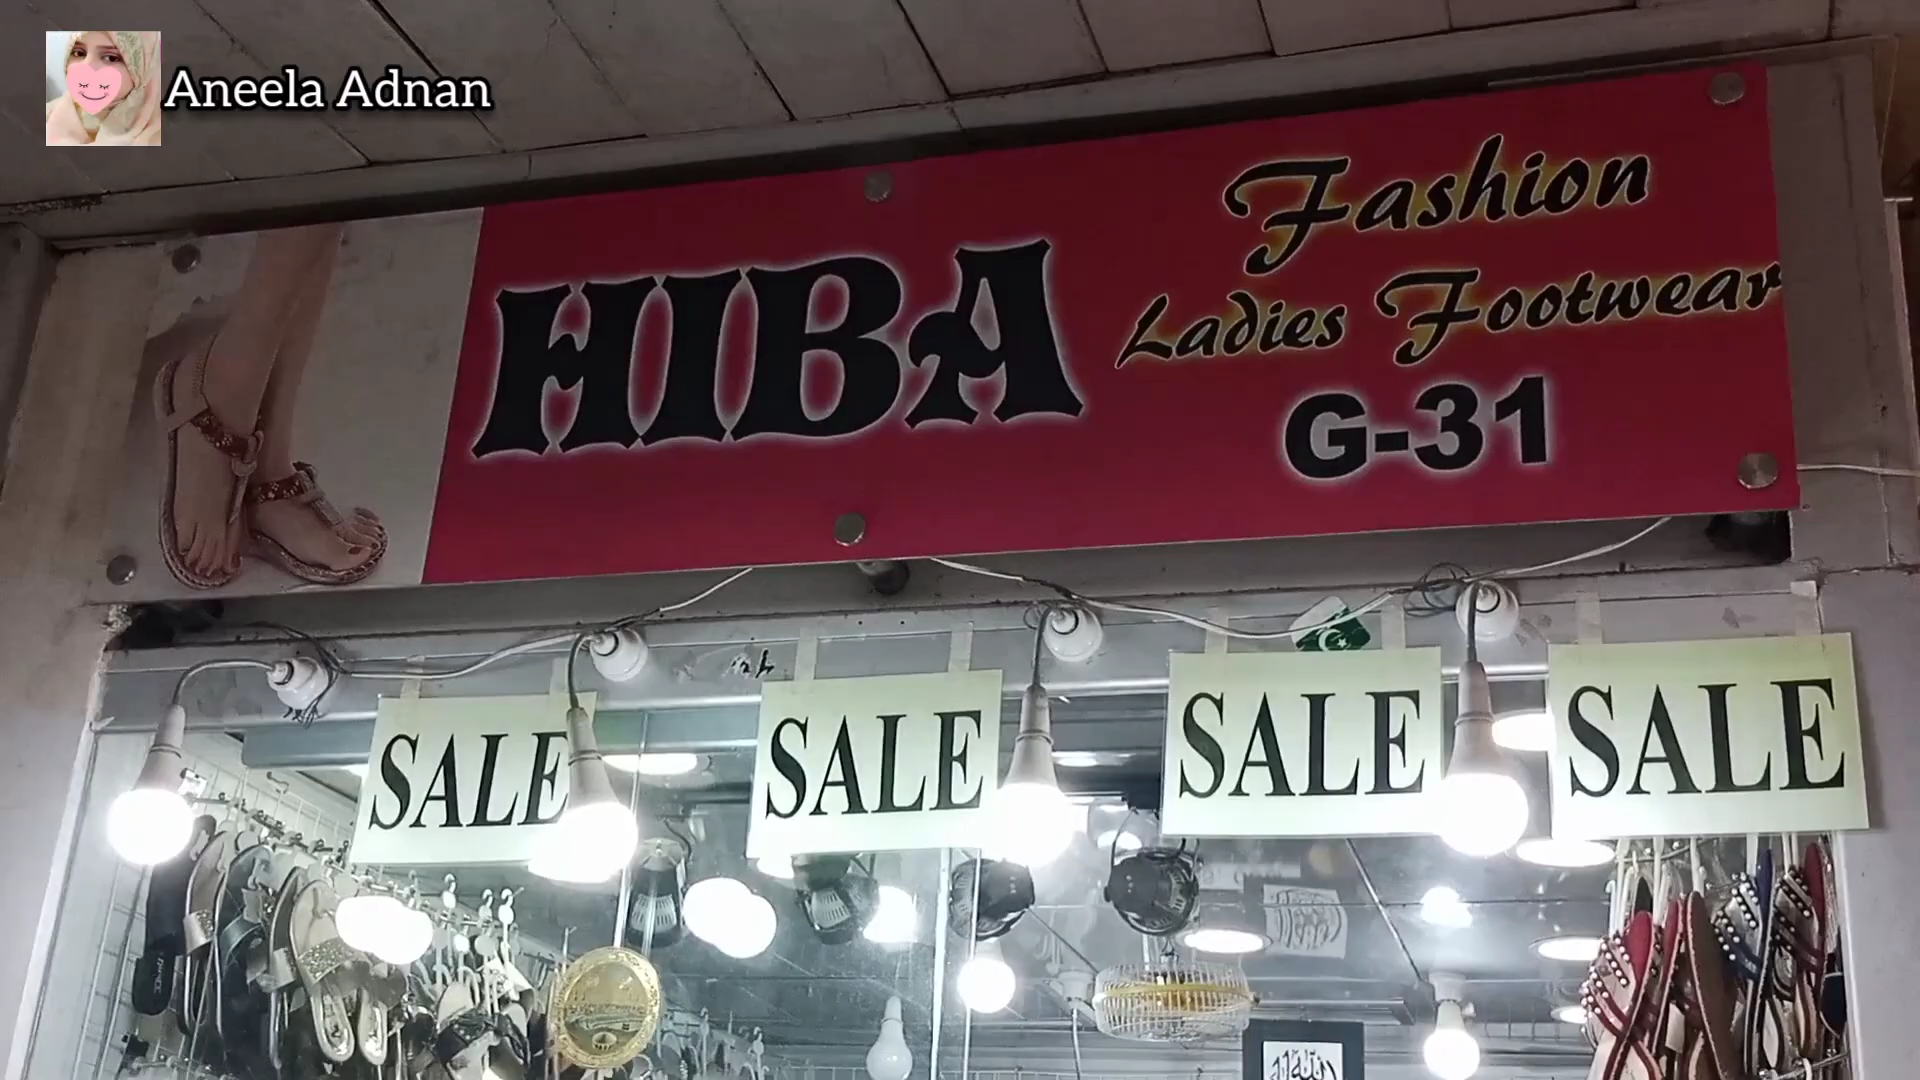 Aneela Adnan
HIBA
Fashion
Ladies Footwear
G-31
SALE
SALE
SALE
SALE